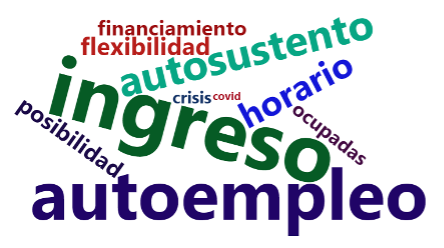 financiamiento
flexibilidad
autosustento
ingreso
crisis
covid
horario
posibilidad
ocupadas
autoempleo